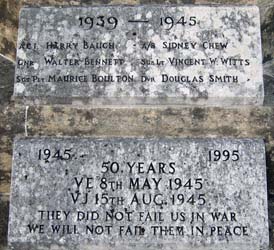 1939 — 1945
AC1 HARRY BAUGH A/B SIDNEY CHEW
GNR WALTER BENNETT SUB LT VINCENT W. WITTS
SGT PLT MAURICE BOULTON DVR DOUGLAS SMITH
1945 1995
50 YEARS
VE 8TH MAY 1945
VJ 15TH AUG. 1945
THEY DID NOT FAIL US IN WAR
WE WILL NOT FAIL THEM IN PEACE